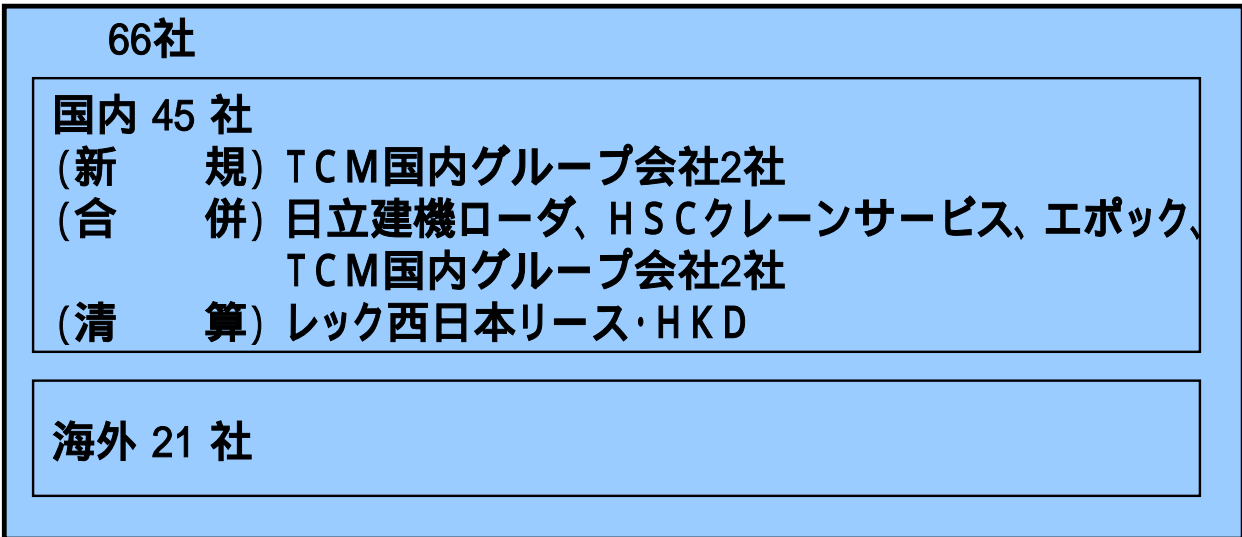 66社
国内 45 社
(新　　規) TCM国内グループ会社2社
(合　　併) 日立建機ローダ、HSCクレーンサービス、エポック、
TCM国内グループ会社2社
(清　　算) レック西日本リース・HKD
海外 21 社